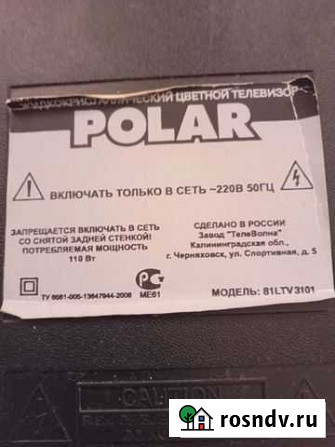 ЖИДКОКРИСТАЛЛИЧЕСКИЙ ЦВЕТНОЙ ТЕЛЕВИЗОР
POLAR
ВКЛЮЧАТЬ ТОЛЬКО В СЕТЬ ~220В 50ГЦ
ЗАПРЕЩАЕТСЯ ВКЛЮЧАТЬ В СЕТЬ
СО СНЯТОЙ ЗАДНЕЙ СТЕНКОЙ!
ПОТРЕБЛЯЕМАЯ МОЩНОСТЬ
110 Вт
СДЕЛАНО В РОССИИ
Завод "ТелеВолна"
Калининградская обл.,
г. Черняховск, ул. Спортивная, д. 5
ТУ 6581-005-13647944-2008
МЕ61
МОДЕЛЬ: 81LTV3101
CAUTION
rosndv.ru